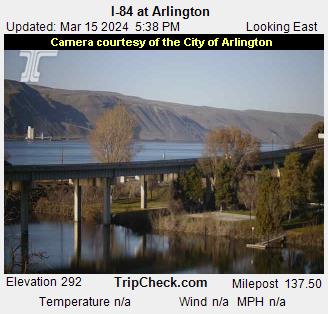 I-84 at Arlington
Updated: Mar 15 2024 5:38 PM Looking East
Camera courtesy of the City of Arlington
Elevation 292 TripCheck.com Milepost 137.50
Temperature n/a Wind n/a MPH n/a